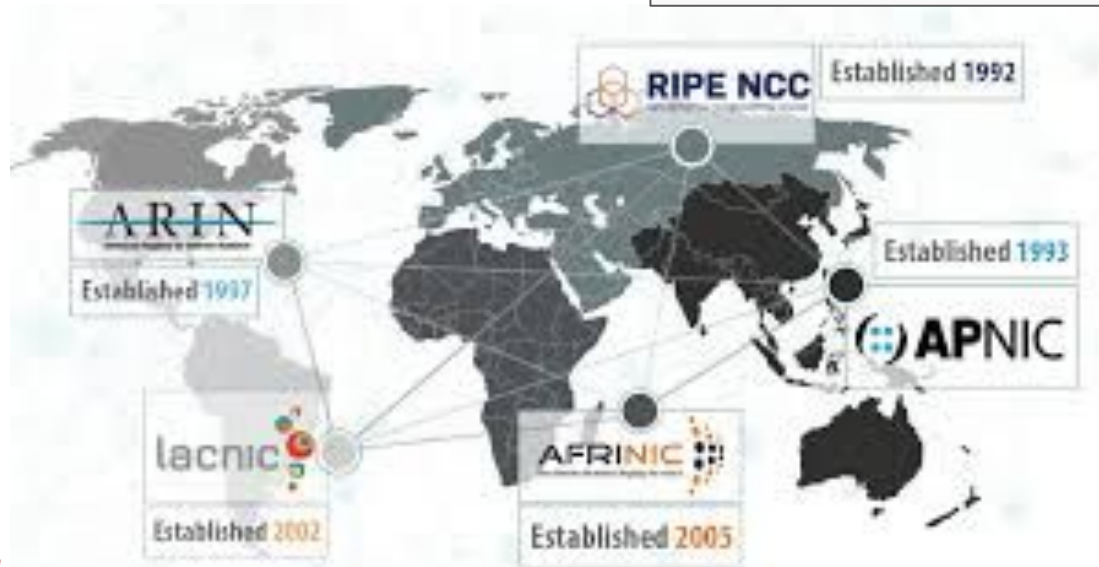 RIPE NCC
Established 1992
ARIN
Established 1997
Established 1993
APNIC
lacnic
Established 2002
AFRINIC
Established 2005